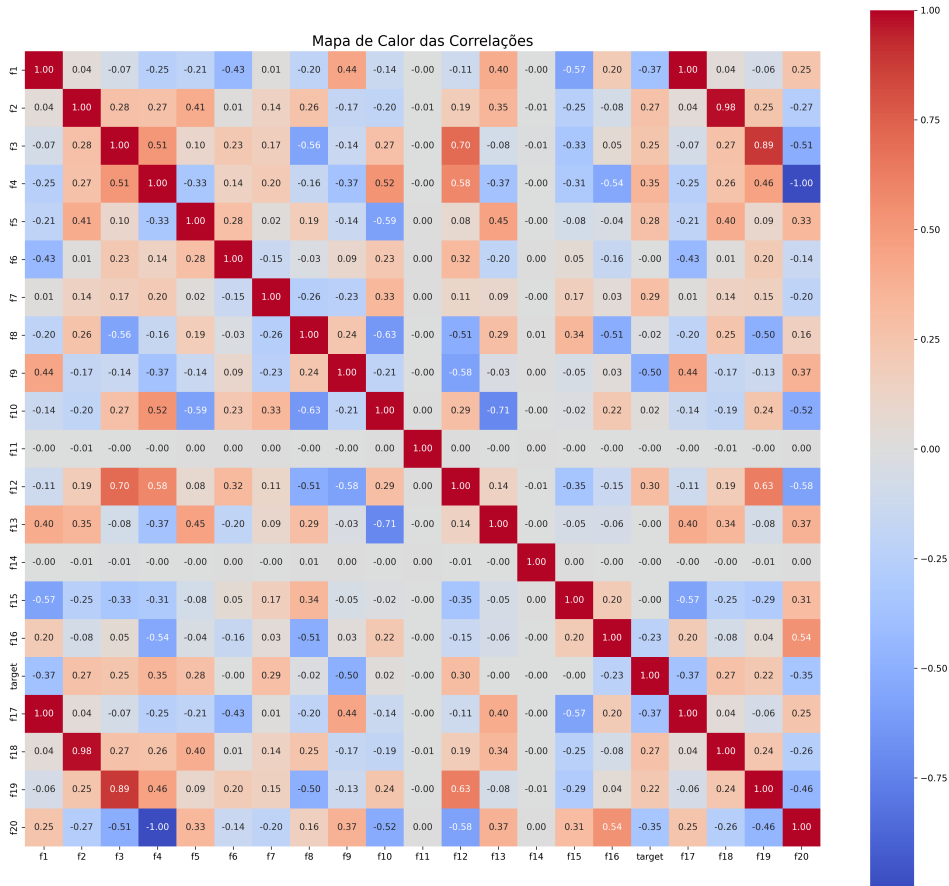 Mapa de Calor das Correlações
f1 1.00 0.04 -0.07 -0.25 -0.21 -0.43 0.01 -0.20 0.44 -0.14 -0.00 -0.11 0.40 -0.00 -0.57 0.20 -0.37 1.00 0.04 -0.06 0.25
f2 0.04 1.00 0.28 0.27 0.41 0.01 0.14 0.26 -0.17 -0.20 -0.01 0.19 0.35 -0.01 -0.25 -0.08 0.27 0.04 0.98 0.25 -0.27
f3 -0.07 0.28 1.00 0.51 0.10 0.23 0.17 -0.56 -0.14 0.27 -0.00 0.70 -0.08 -0.01 -0.33 0.05 0.25 -0.07 0.27 0.89 -0.51
f4 -0.25 0.27 0.51 1.00 -0.33 0.14 0.20 -0.16 -0.37 0.52 -0.00 0.58 -0.37 -0.00 -0.31 -0.54 0.35 -0.25 0.26 0.46 -1.00
f5 -0.21 0.41 0.10 -0.33 1.00 0.28 0.02 0.19 -0.14 -0.59 0.00 0.08 0.45 -0.00 -0.08 -0.04 0.28 -0.21 0.40 0.09 0.33
f6 -0.43 0.01 0.23 0.14 0.28 1.00 -0.15 -0.03 0.09 0.23 0.00 0.32 -0.20 0.00 0.05 -0.16 -0.00 -0.43 0.01 0.20 -0.14
f7 0.01 0.14 0.17 0.20 0.02 -0.15 1.00 -0.26 -0.23 0.33 0.00 0.11 0.09 -0.00 0.17 0.03 0.29 0.01 0.14 0.15 -0.20
f8 -0.20 0.26 -0.56 -0.16 0.19 -0.03 -0.26 1.00 0.24 -0.63 -0.00 -0.51 0.29 0.01 0.34 -0.51 -0.02 -0.20 0.25 -0.50 0.16
f9 0.44 -0.17 -0.14 -0.37 -0.14 0.09 -0.23 0.24 1.00 -0.21 0.00 -0.58 -0.03 0.00 -0.05 0.03 -0.50 0.44 -0.17 -0.13 0.37
f10 -0.14 -0.20 0.27 0.52 -0.59 0.23 0.33 -0.63 -0.21 1.00 0.00 0.29 -0.71 -0.00 -0.02 0.22 0.02 -0.14 -0.19 0.24 -0.52
f11 -0.00 -0.01 -0.00 -0.00 0.00 0.00 0.00 -0.00 0.00 0.00 1.00 0.00 -0.00 0.00 -0.00 0.00 0.00 -0.00 -0.01 -0.00 0.00
f12 -0.11 0.19 0.70 0.58 0.08 0.32 0.11 -0.51 -0.58 0.29 0.00 1.00 0.14 -0.01 -0.35 -0.15 0.30 -0.11 0.19 0.63 -0.58
f13 0.40 0.35 -0.08 -0.37 0.45 -0.20 0.09 0.29 -0.03 -0.71 -0.00 0.14 1.00 -0.00 -0.05 -0.06 -0.00 0.40 0.34 -0.08 0.37
f14 -0.00 -0.01 -0.01 -0.00 -0.00 0.00 -0.00 0.01 0.00 -0.00 0.00 -0.01 -0.00 1.00 0.00 0.00 0.00 -0.00 -0.00 -0.01 0.00
f15 -0.57 -0.25 -0.33 -0.31 -0.08 0.05 0.17 0.34 -0.05 -0.02 -0.00 -0.35 -0.05 0.00 1.00 0.20 -0.00 -0.57 -0.25 -0.29 0.31
f16 0.20 -0.08 0.05 -0.54 -0.04 -0.16 0.03 -0.51 0.03 0.22 0.00 -0.15 -0.06 0.00 0.20 1.00 -0.23 0.20 -0.08 0.04 0.54
target -0.37 0.27 0.25 0.35 0.28 -0.00 0.29 -0.02 -0.50 0.02 0.00 0.30 -0.00 0.00 -0.00 -0.23 1.00 -0.37 0.27 0.22 -0.35
f17 1.00 0.04 -0.07 -0.25 -0.21 -0.43 0.01 -0.20 0.44 -0.14 -0.00 -0.11 0.40 -0.00 -0.57 0.20 -0.37 1.00 0.04 -0.06 0.25
f18 0.04 0.98 0.27 0.26 0.40 0.01 0.14 0.25 -0.17 -0.19 -0.01 0.19 0.34 -0.00 -0.25 -0.08 0.27 0.04 1.00 0.24 -0.26
f19 -0.06 0.25 0.89 0.46 0.09 0.20 0.15 -0.50 -0.13 0.24 -0.00 0.63 -0.08 -0.01 -0.29 0.04 0.22 -0.06 0.24 1.00 -0.46
f20 0.25 -0.27 -0.51 -1.00 0.33 -0.14 -0.20 0.16 0.37 -0.52 0.00 -0.58 0.37 0.00 0.31 0.54 -0.35 0.25 -0.26 -0.46 1.00
f1 f2 f3 f4 f5 f6 f7 f8 f9 f10 f11 f12 f13 f14 f15 f16 target f17 f18 f19 f20
1.00
0.75
0.50
0.25
0.00
−0.25
−0.50
−0.75